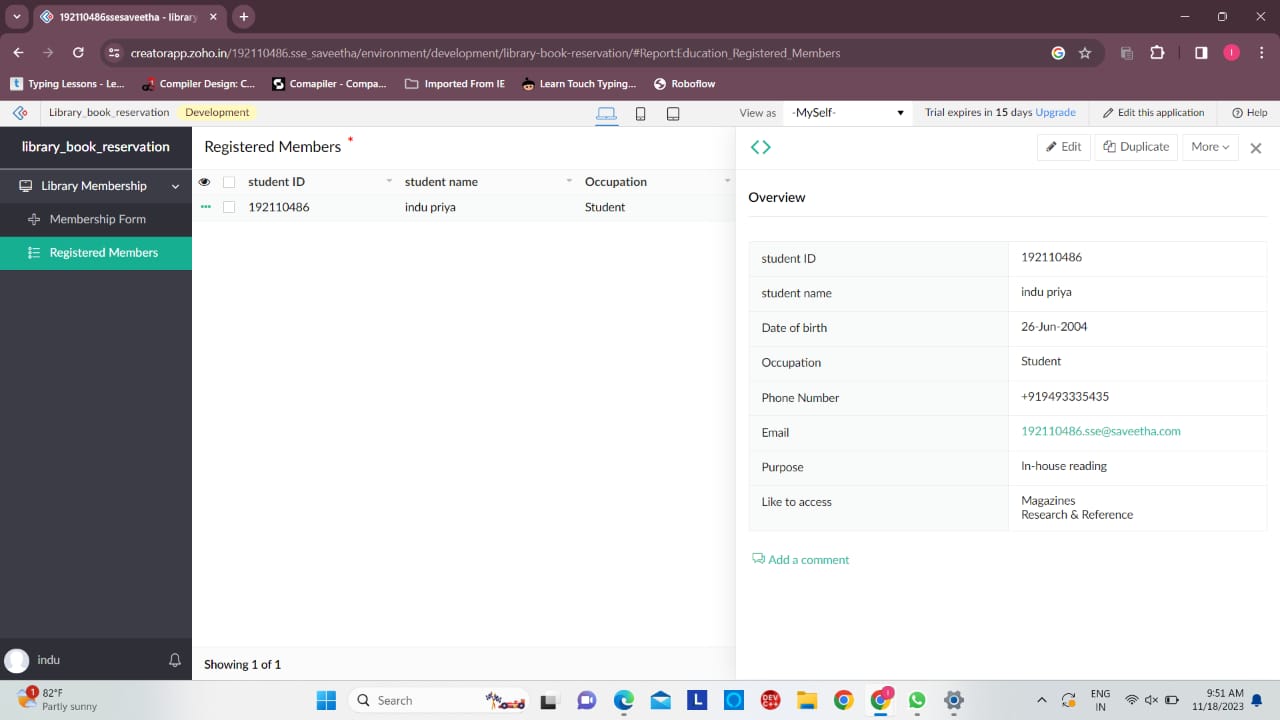 192110486ssesaveetha - library
creatorapp.zoho.in/192110486.sse_saveetha/environment/development/library-book-reservation/#Report:Education_Registered_Members
Typing Lessons - Le... Compiler Design: C... Comapiler - Compa... Imported From IE Learn Touch Typing... Roboflow
Library_book_reservation Development View as -MySelf- Trial expires in 15 days Upgrade Edit this application Help
library_book_reservation
Library Membership
Membership Form
Registered Members
indu
Registered Members *
student ID student name Occupation
192110486 indu priya Student
Showing 1 of 1
Edit Duplicate More
Overview
student ID 192110486
student name indu priya
Date of birth 26-Jun-2004
Occupation Student
Phone Number +919493335435
Email 192110486.sse@saveetha.com
Purpose In-house reading
Like to access Magazines
Research & Reference
Add a comment
1 82°F
Partly sunny
Search
L
DEV
C++
1
ENG
IN
9:51 AM
11/18/2023